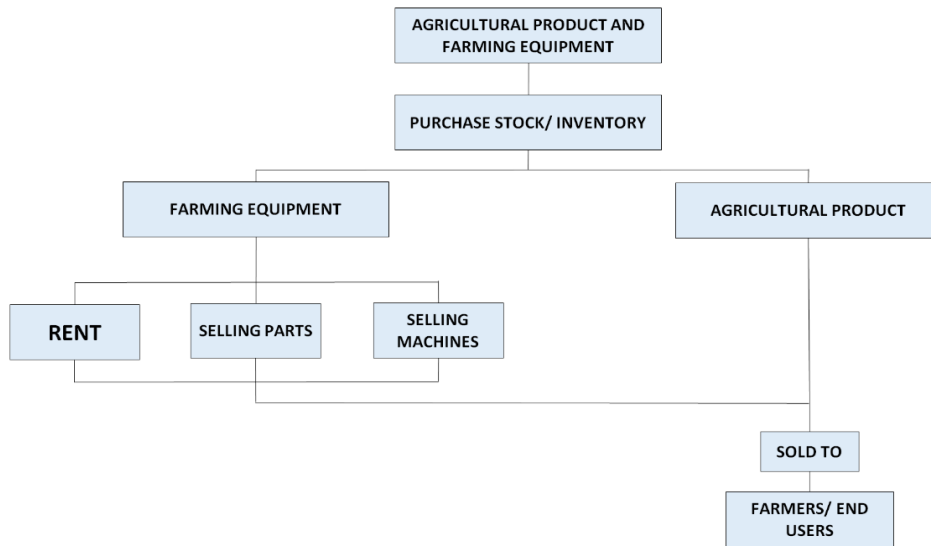 AGRICULTURAL PRODUCT AND
FARMING EQUIPMENT
PURCHASE STOCK/ INVENTORY
FARMING EQUIPMENT
AGRICULTURAL PRODUCT
RENT
SELLING PARTS
SELLING
MACHINES
SOLD TO
FARMERS/ END
USERS